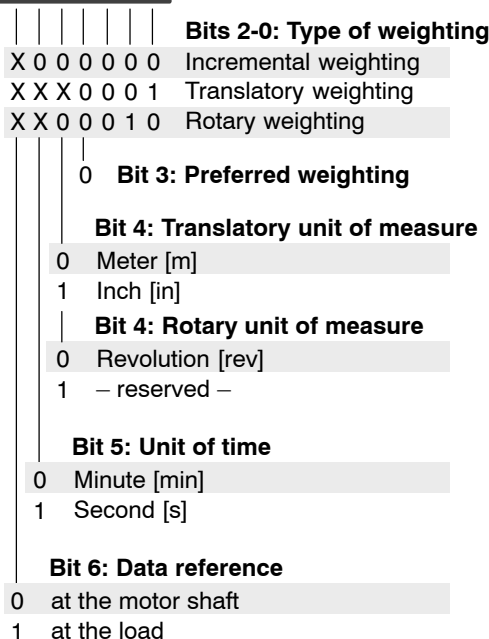 Bits 2-0: Type of weighting
X 0 0 0 0 0 0 Incremental weighting
X X X 0 0 0 1 Translatory weighting
X X 0 0 0 1 0 Rotary weighting
0 Bit 3: Preferred weighting
Bit 4: Translatory unit of measure
0 Meter [m]
1 Inch [in]
Bit 4: Rotary unit of measure
0 Revolution [rev]
1 – reserved –
Bit 5: Unit of time
0 Minute [min]
1 Second [s]
Bit 6: Data reference
0 at the motor shaft
1 at the load